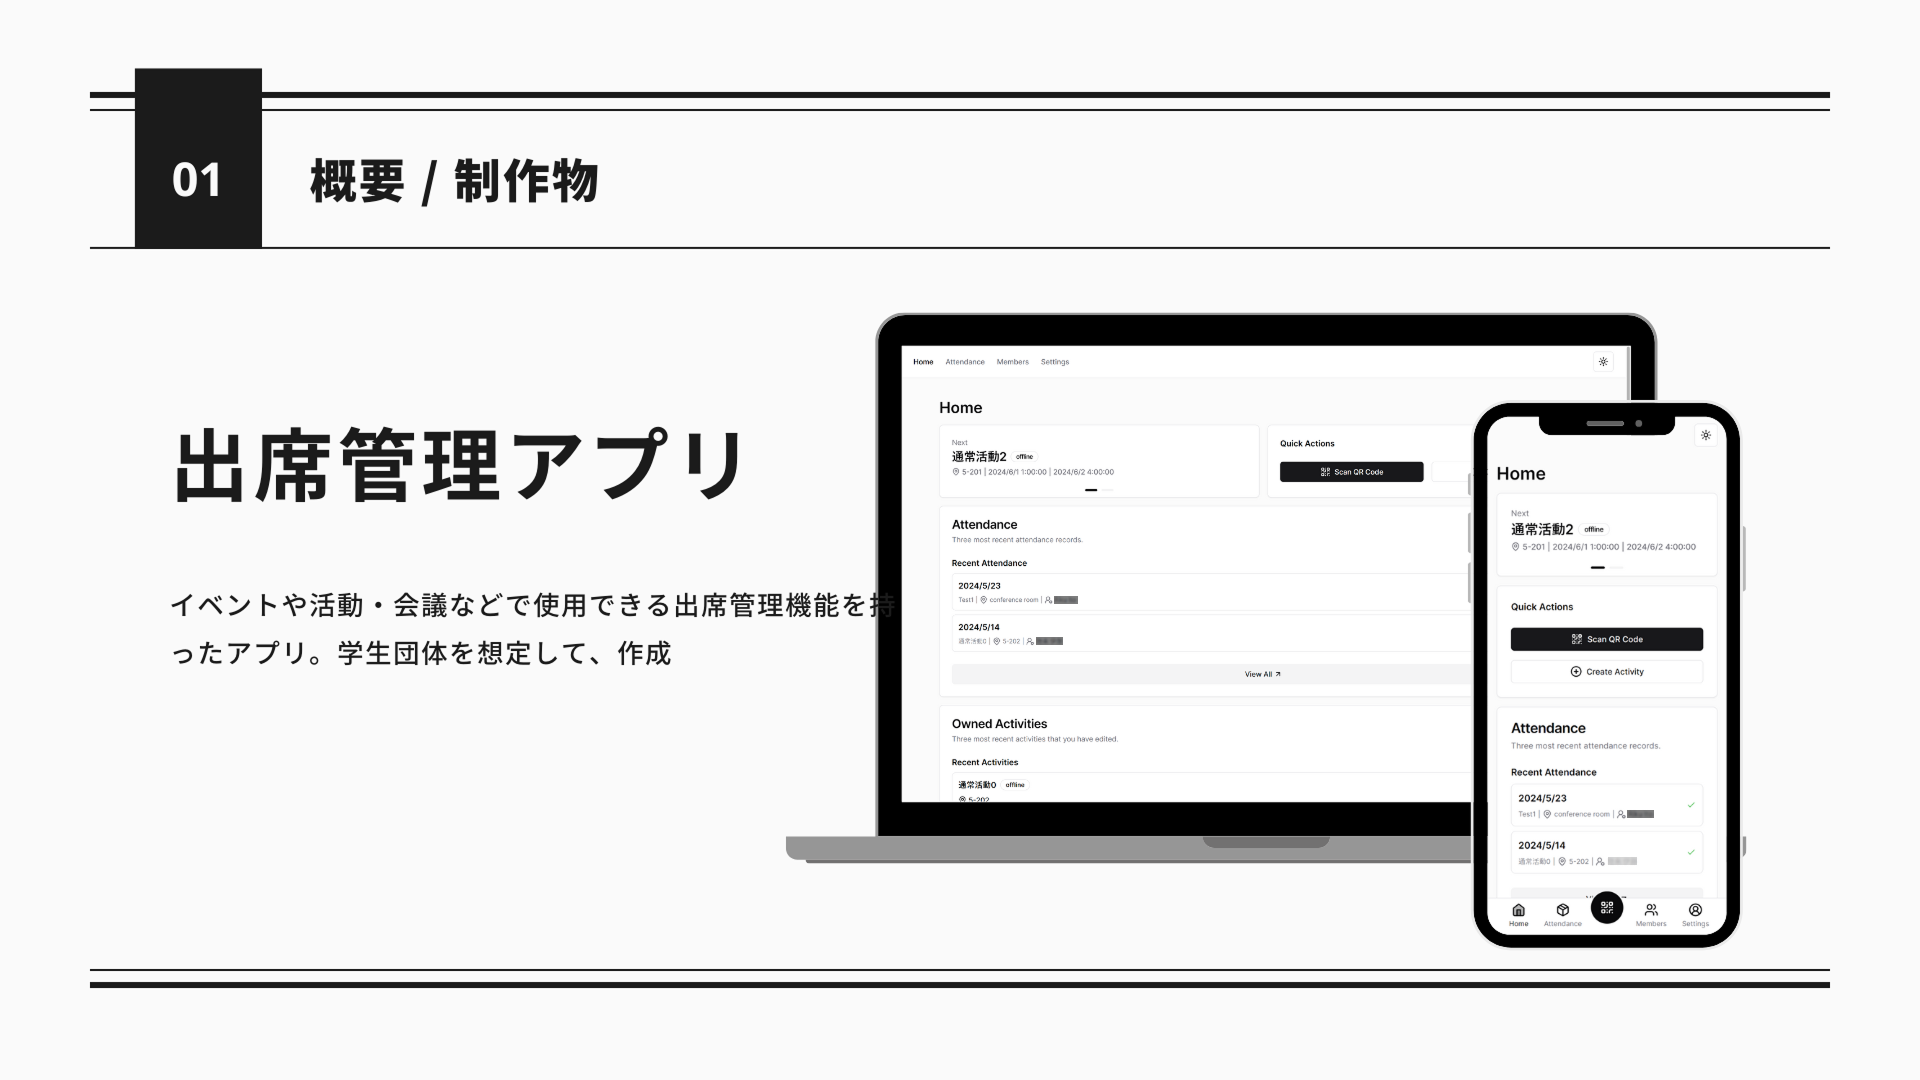 01
概要 / 制作物
出席管理アプリ
イベントや活動・会議などで使用できる出席管理機能を持
ったアプリ。学生団体を想定して、作成
Home Attendance Members Settings
Home
Next
通常活動2 offline
5-201 | 2024/6/1 1:00:00 | 2024/6/2 4:00:00
Quick Actions
Scan QR Code
Attendance
Three most recent attendance records.
Recent Attendance
2024/5/23
Test1 | conference room |
2024/5/14
通常活動0 | 5-202 |
View All
Owned Activities
Three most recent activities that you have edited.
Recent Activities
通常活動0 offline
5-202
Home
Next
通常活動2 offline
5-201 | 2024/6/1 1:00:00 | 2024/6/2 4:00:00
Quick Actions
Scan QR Code
Create Activity
Attendance
Three most recent attendance records.
Recent Attendance
2024/5/23
Test1 | conference room |
2024/5/14
通常活動0 | 5-202 |
Home Attendance Members Settings